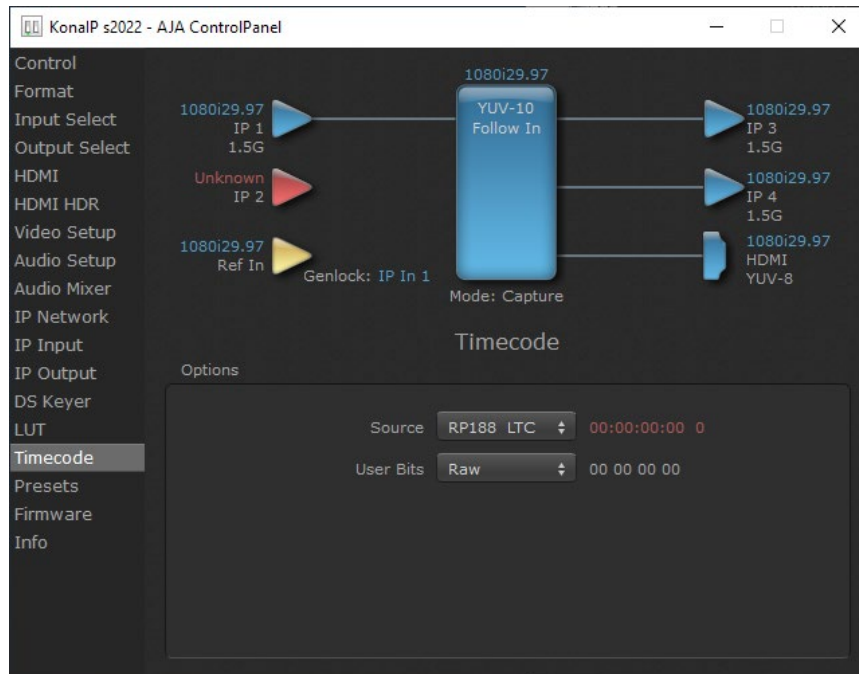 KonaIP s2022 - AJA ControlPanel
Control
Format
Input Select
Output Select
HDMI
HDMI HDR
Video Setup
Audio Setup
Audio Mixer
IP Network
IP Input
IP Output
DS Keyer
LUT
Timecode
Presets
Firmware
Info
1080i29.97
1080i29.97
IP 1
1.5G
Unknown
IP 2
1080i29.97
Ref In
Genlock: IP In 1
YUV-10
Follow In
Mode: Capture
1080i29.97
IP 3
1.5G
1080i29.97
IP 4
1.5G
1080i29.97
HDMI
YUV-8
Timecode
Options
Source RP188 LTC 00:00:00:00 0
User Bits Raw 00 00 00 00